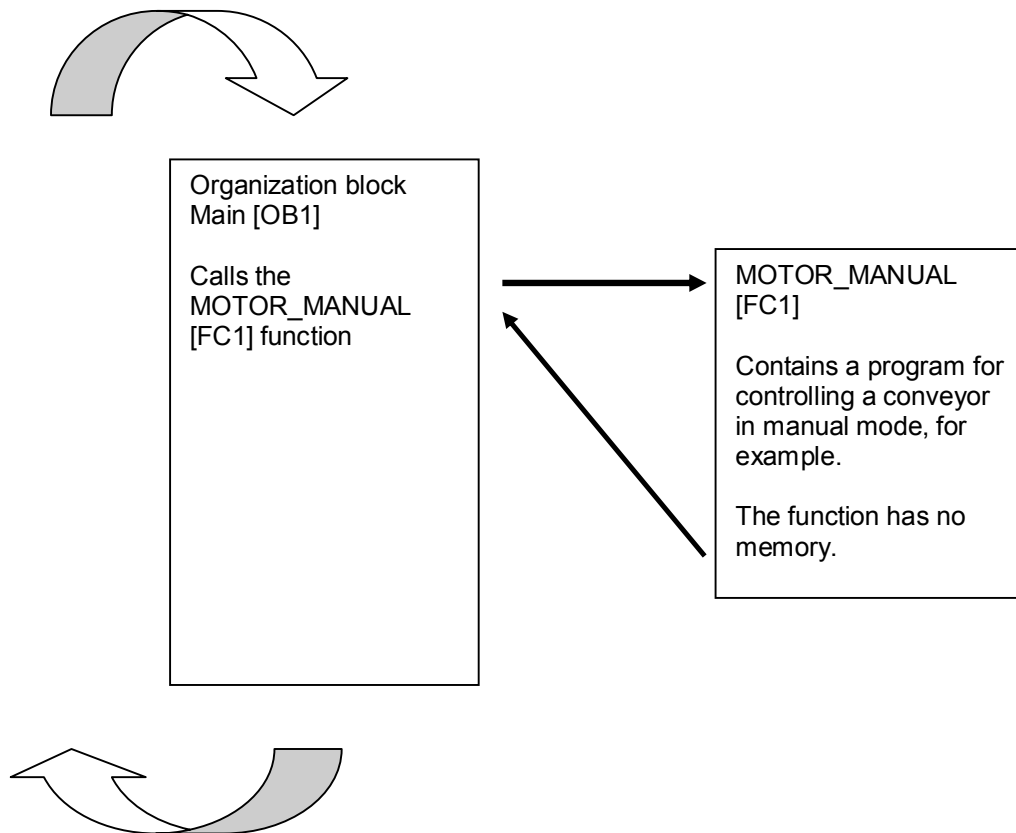 Organization block
Main [OB1]
Calls the
MOTOR_MANUAL
[FC1] function
MOTOR_MANUAL
[FC1]
Contains a program for
controlling a conveyor
in manual mode, for
example.
The function has no
memory.